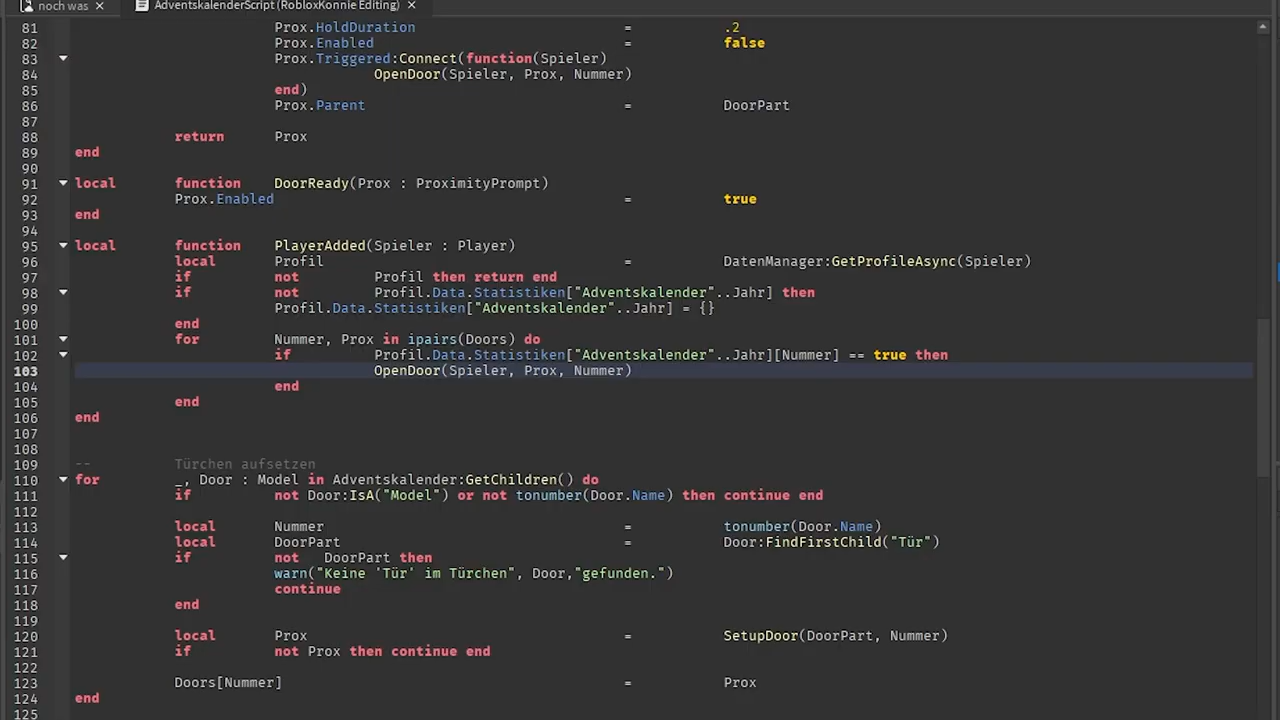 noch was ×
AdventskalenderScript (RobloxKonnie Editing) ×
81 Prox.HoldDuration = .2
82 Prox.Enabled = false
83 Prox.Triggered:Connect(function(Spieler)
84 OpenDoor(Spieler, Prox, Nummer)
85 end)
86 Prox.Parent = DoorPart
87
88 return Prox
89 end
90
91 local function DoorReady(Prox : ProximityPrompt)
92 Prox.Enabled = true
93 end
94
95 local function PlayerAdded(Spieler : Player)
96 local Profil = DatenManager:GetProfileAsync(Spieler)
97 if not Profil then return end
98 if not Profil.Data.Statistiken["Adventskalender"..Jahr] then
99 Profil.Data.Statistiken["Adventskalender"..Jahr] = {}
100 end
101 for Nummer, Prox in ipairs(Doors) do
102 if Profil.Data.Statistiken["Adventskalender"..Jahr][Nummer] == true then
103 OpenDoor(Spieler, Prox, Nummer)
104 end
105 end
106 end
107
108
109 -- Türchen aufsetzen
110 for _, Door : Model in Adventskalender:GetChildren() do
111 if not Door:IsA("Model") or not tonumber(Door.Name) then continue end
112
113 local Nummer = tonumber(Door.Name)
114 local DoorPart = Door:FindFirstChild("Tür")
115 if not DoorPart then
116 warn("Keine 'Tür' im Türchen", Door,"gefunden.")
117 continue
118 end
119
120 local Prox = SetupDoor(DoorPart, Nummer)
121 if not Prox then continue end
122
123 Doors[Nummer] = Prox
124 end
125